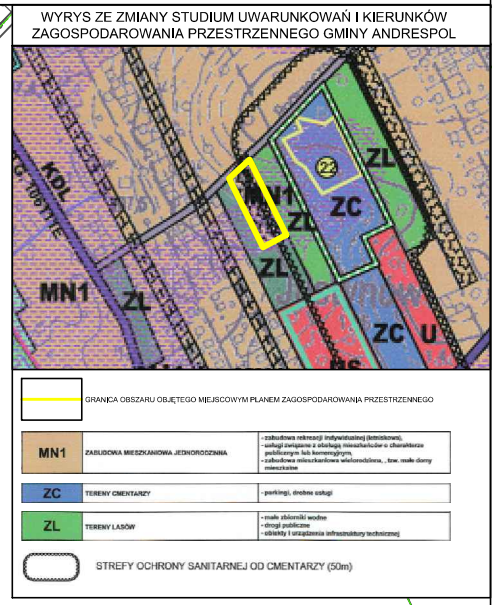 WYRYS ZE ZMIANY STUDIUM UWARUNKOWAŃ I KIERUNKÓW
ZAGOSPODAROWANIA PRZESTRZENNEGO GMINY ANDRESPOL
KDL
G 106111E
ZL
22
MN1
ZC
ZL
ZL
MN1
ZL
ZC
U
GRANICA OBSZARU OBJĘTEGO MIEJSCOWYM PLANEM ZAGOSPODAROWANIA PRZESTRZENNEGO
MN1
ZABUDOWA MIESZKANIOWA JEDNORODZINNA
- zabudowa rekreacji indywidualnej (letniskowa),
- usługi związane z obsługą mieszkańców o charakterze
publicznym lub komercyjnym,
- zabudowa mieszkaniowa wielorodzinna, , tzw. małe domy
mieszkalne
ZC
TERENY CMENTARZY
- parkingi, drobne usługi
ZL
TERENY LASÓW
- małe zbiorniki wodne
- drogi publiczne
- obiekty i urządzenia infrastruktury technicznej
STREFY OCHRONY SANITARNEJ OD CMENTARZY (50m)